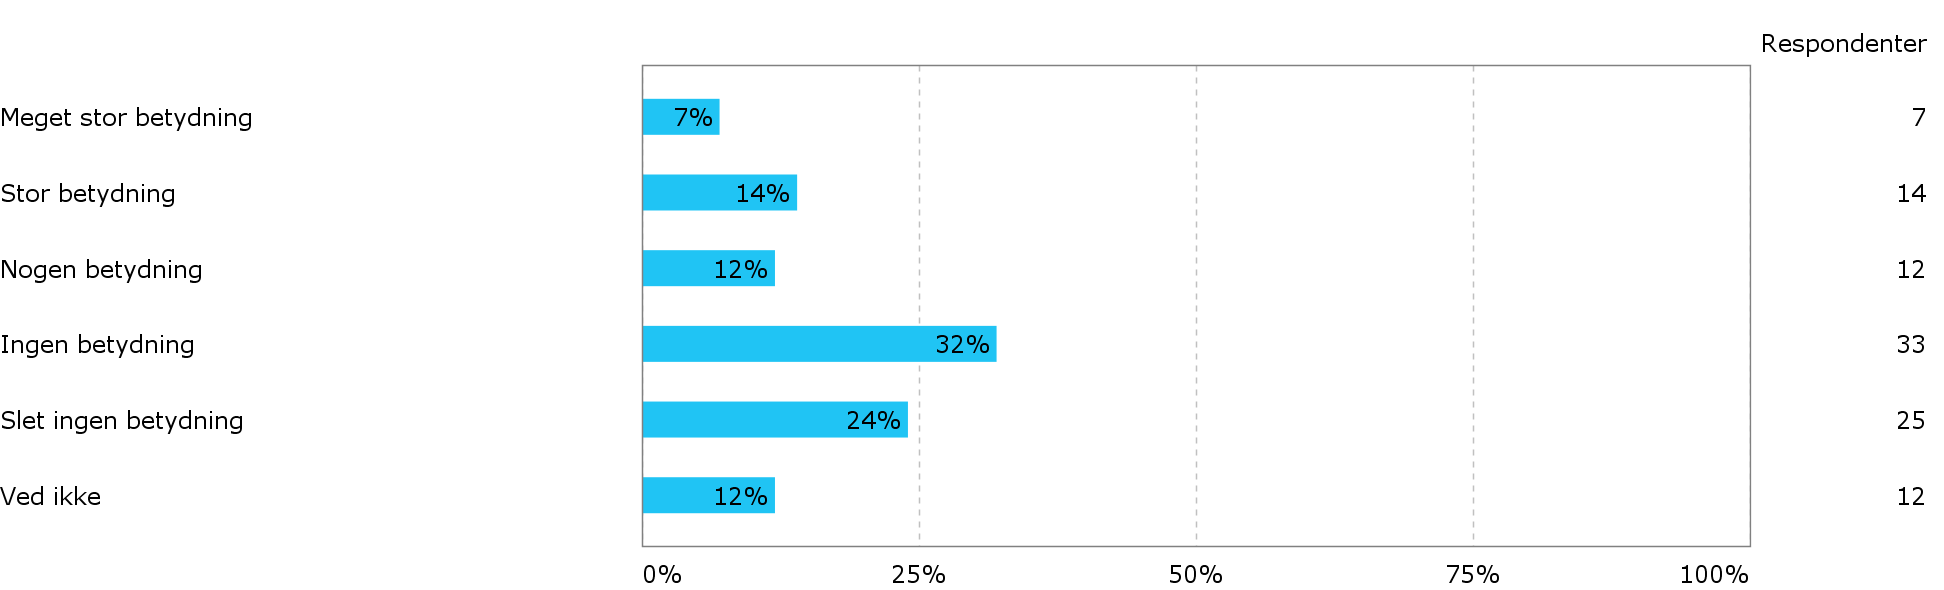 Respondenter
Meget stor betydning 7% 7
Stor betydning 14% 14
Nogen betydning 12% 12
Ingen betydning 32% 33
Slet ingen betydning 24% 25
Ved ikke 12% 12
0% 25% 50% 75% 100%